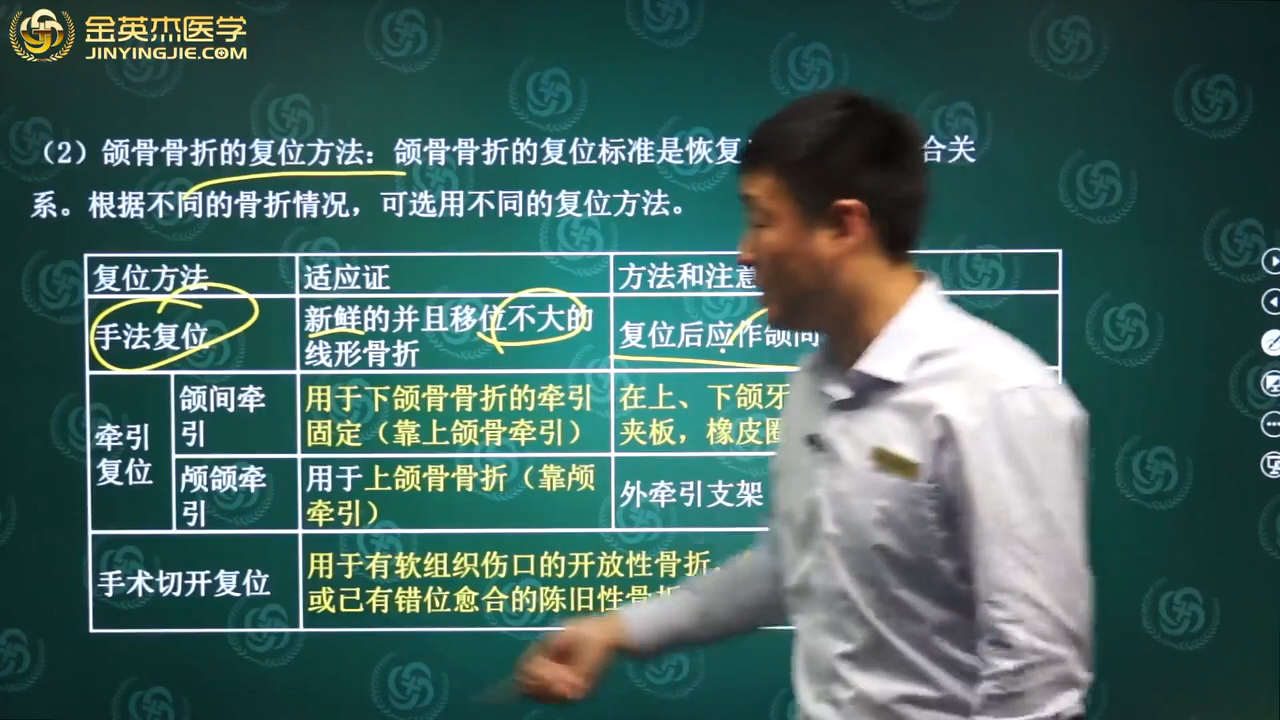 金英杰医学
JINYINGJIE.COM
（2）颌骨骨折的复位方法：颌骨骨折的复位标准是恢复 合关
系。根据不同的骨折情况，可选用不同的复位方法。
复位方法 适应证 方法和注意
手法复位 新鲜的并且移位不大的
线形骨折 复位后应作颌间
牵引
复位 颌间牵
引 用于下颌骨骨折的牵引
固定（靠上颌骨牵引） 在上、下颌牙
夹板，橡皮圈
颅颌牵
引 用于上颌骨骨折（靠颅
牵引） 外牵引支架
手术切开复位 用于有软组织伤口的开放性骨折，
或已有错位愈合的陈旧性骨折